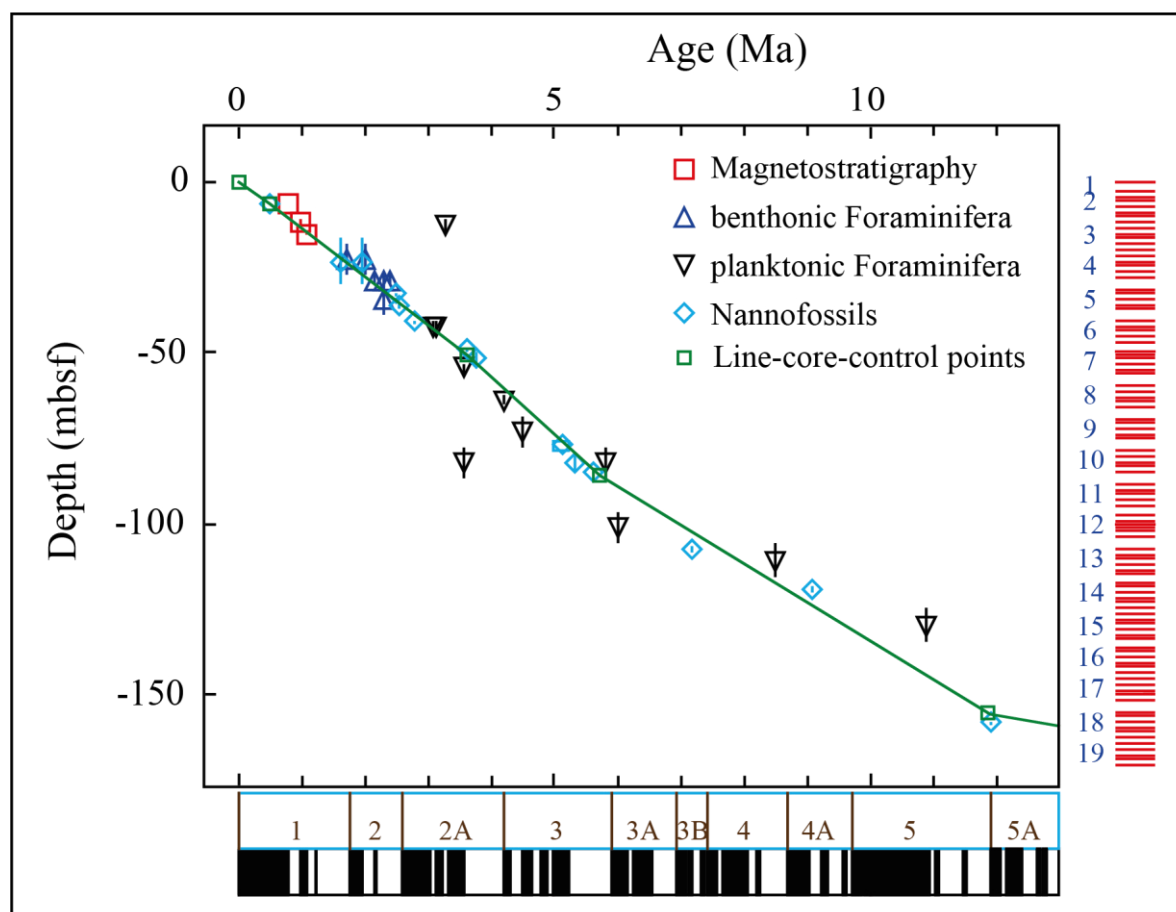 Age (Ma)
0 5 10
Magnetostratigraphy
benthonic Foraminifera
planktonic Foraminifera
Nannofossils
Line-core-control points
Depth (mbsf)
0
-50
-100
-150
1
2
3
4
5
6
7
8
9
10
11
12
13
14
15
16
17
18
19
1 2 2A 3 3A 3B 4 4A 5 5A